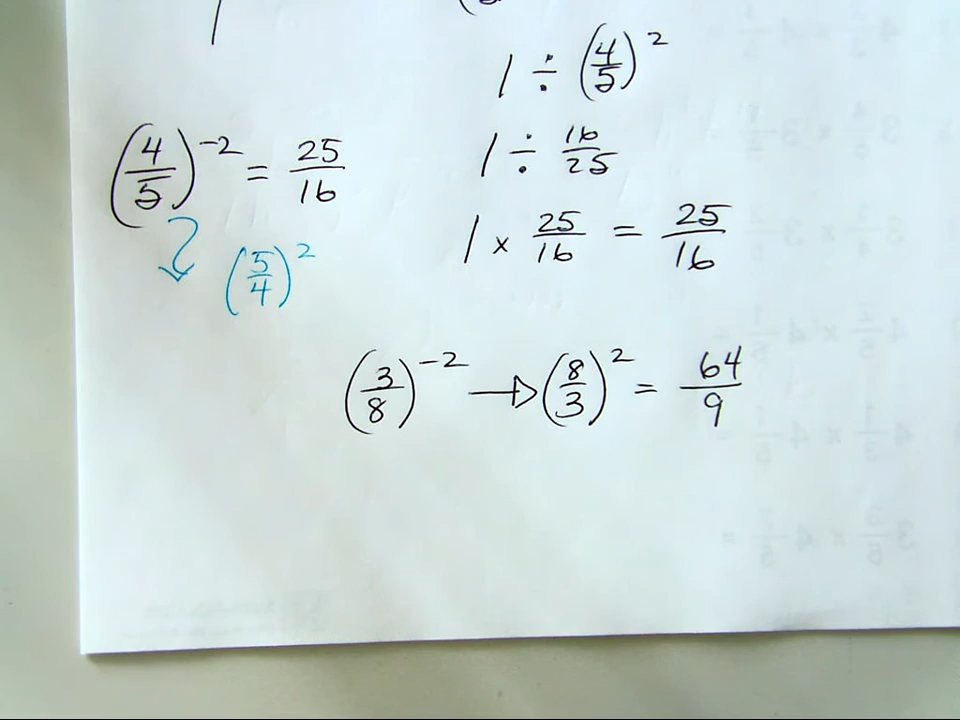 1 ÷ (4/5)^2
(4/5)^-2 = 25/16
1 ÷ 16/25
1 × 25/16 = 25/16
(5/4)^2
(3/8)^-2 → (8/3)^2 = 64/9